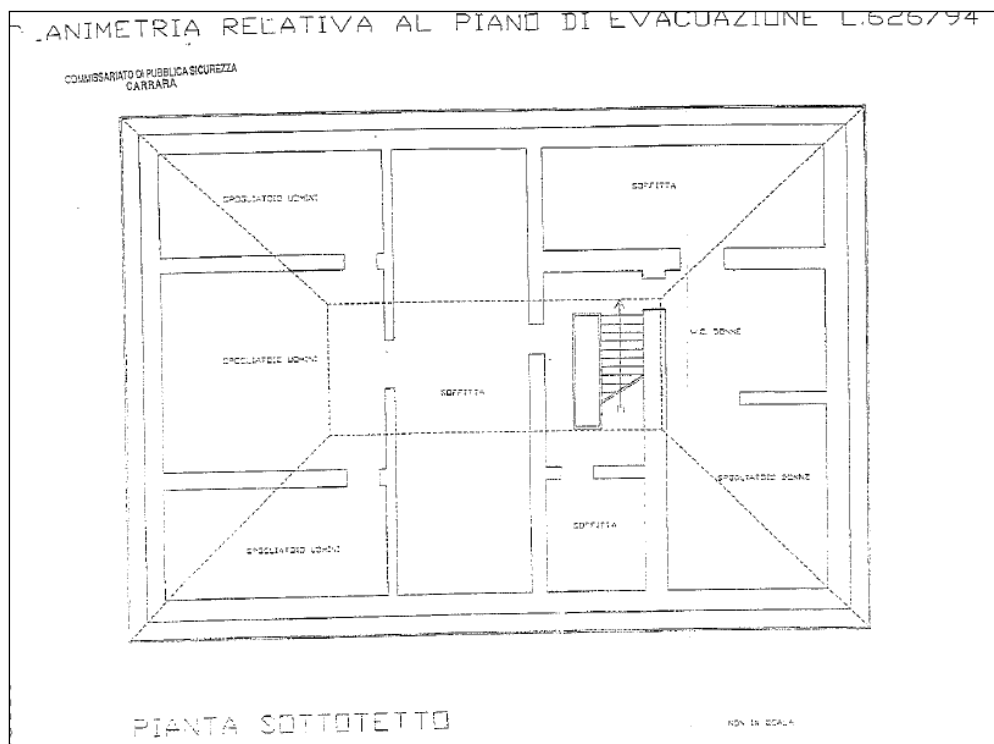 PLANIMETRIA RELATIVA AL PIANO DI EVACUAZIONE L.626/94
COMMISSARIATO DI PUBBLICA SICUREZZA
CARRARA
SPOGLIATOIO UOMINI
SOFFITTA
SPOGLIATOIO UOMINI
W.C. DONNE
SOFFITTA
SPOGLIATOIO DONNE
SOFFITTA
SPOGLIATOIO UOMINI
PIANTA SOTTOTETTO
NON IN SCALA